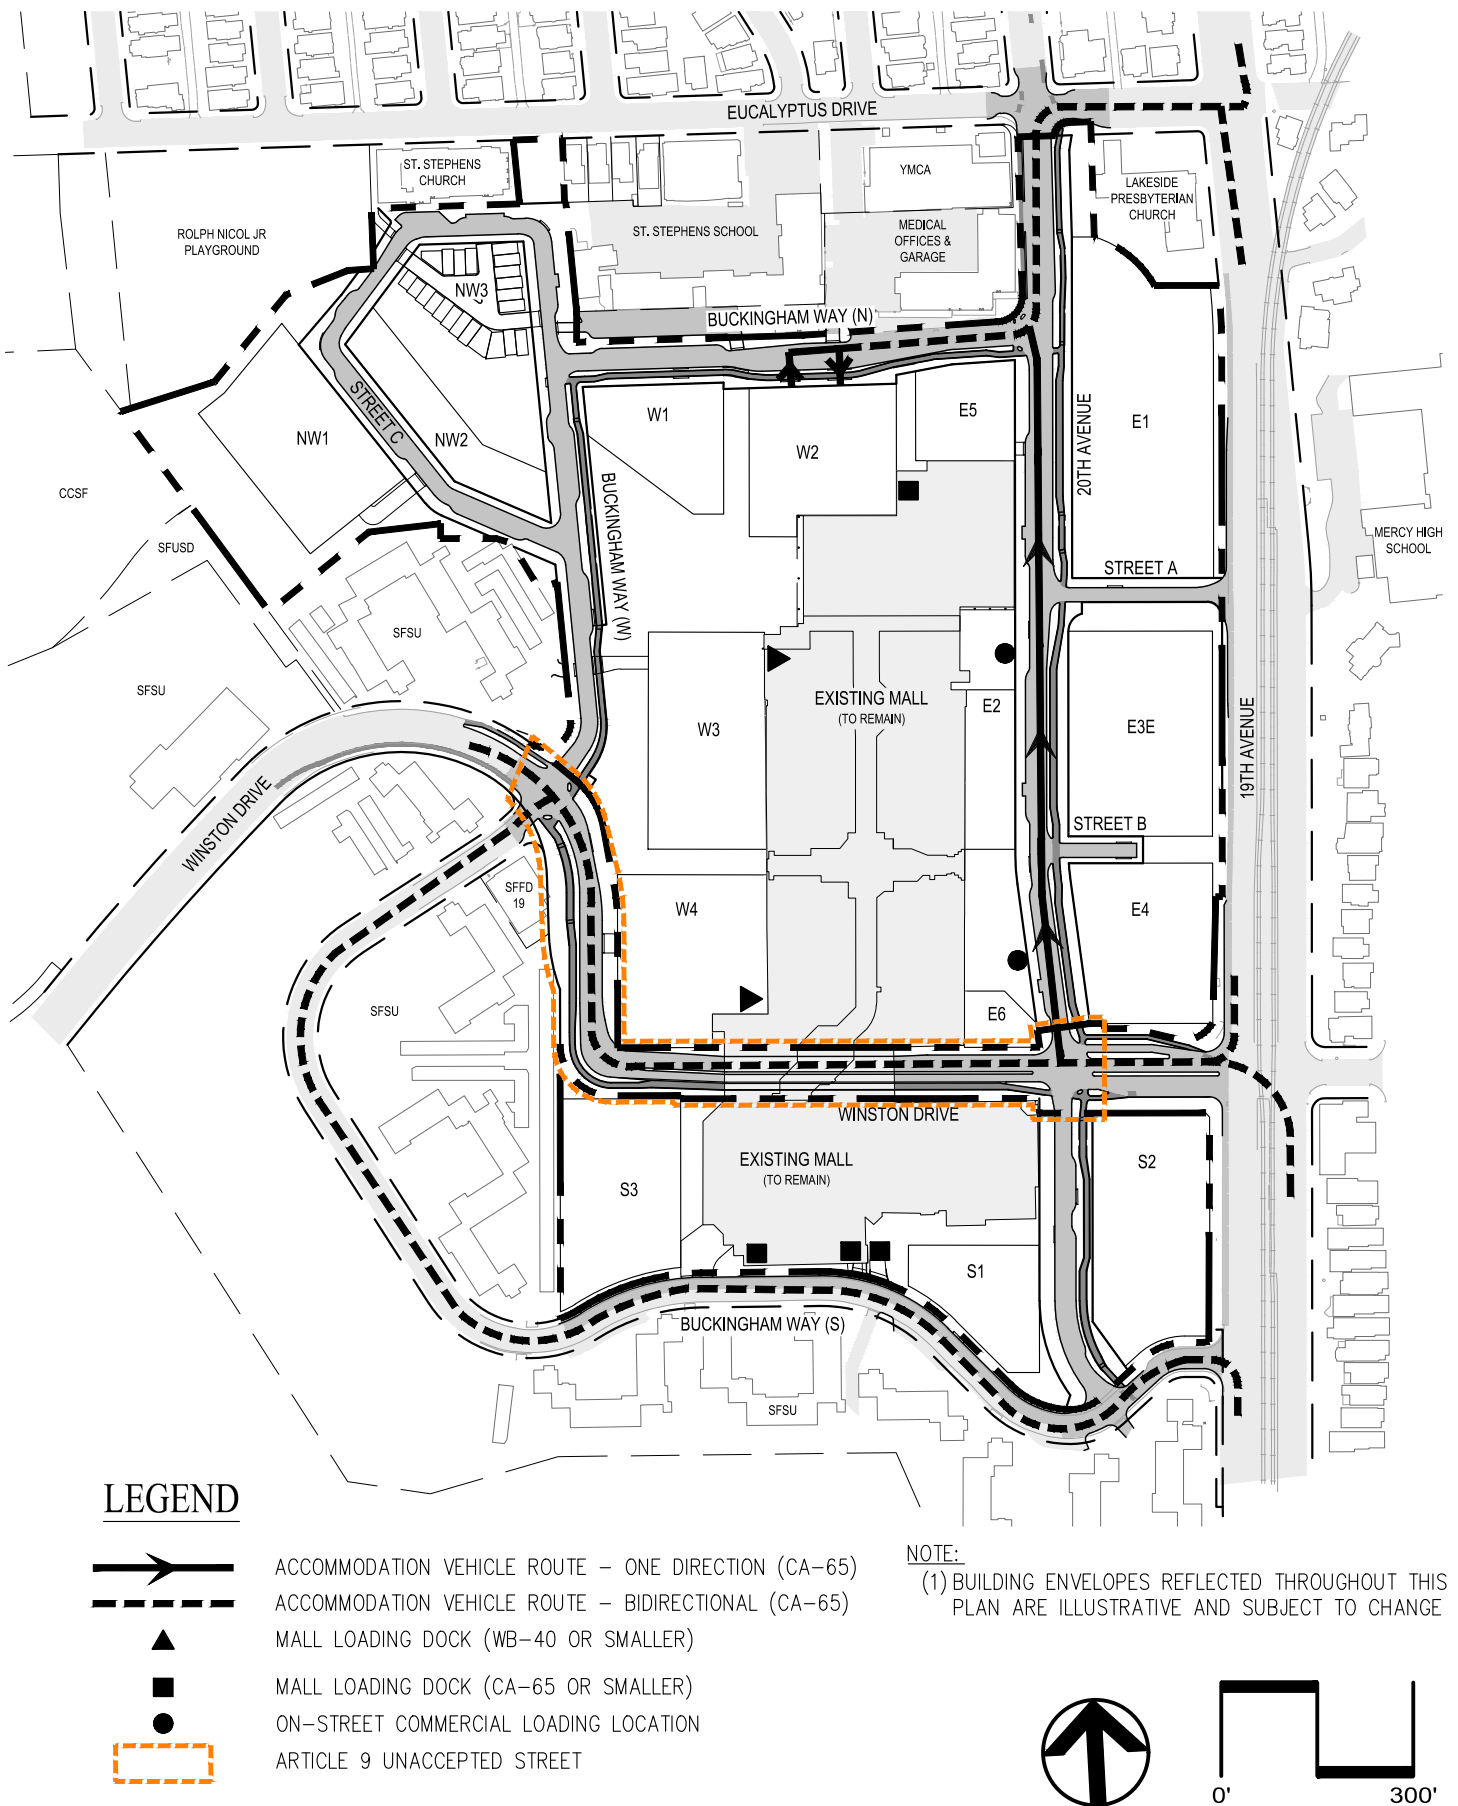 EUCALYPTUS DRIVE
ST. STEPHENS
CHURCH
YMCA
LAKESIDE
PRESBYTERIAN
CHURCH
ROLPH NICOL JR
PLAYGROUND
ST. STEPHENS SCHOOL
MEDICAL
OFFICES &
GARAGE
NW3
BUCKINGHAM WAY (N)
STREET C
NW1
NW2
W1
W2
E5
20TH AVENUE
E1
CCSF
SFUSD
BUCKINGHAM WAY (W)
MERCY HIGH
SCHOOL
STREET A
SFSU
SFSU
EXISTING MALL
(TO REMAIN)
W3
E2
E3E
19TH AVENUE
WINSTON DRIVE
STREET B
SFFD
19
W4
E4
SFSU
E6
WINSTON DRIVE
EXISTING MALL
(TO REMAIN)
S3
S2
S1
BUCKINGHAM WAY (S)
SFSU
LEGEND
ACCOMMODATION VEHICLE ROUTE - ONE DIRECTION (CA-65)
ACCOMMODATION VEHICLE ROUTE - BIDIRECTIONAL (CA-65)
MALL LOADING DOCK (WB-40 OR SMALLER)
MALL LOADING DOCK (CA-65 OR SMALLER)
ON-STREET COMMERCIAL LOADING LOCATION
ARTICLE 9 UNACCEPTED STREET
NOTE:
(1) BUILDING ENVELOPES REFLECTED THROUGHOUT THIS
PLAN ARE ILLUSTRATIVE AND SUBJECT TO CHANGE
0' 300'